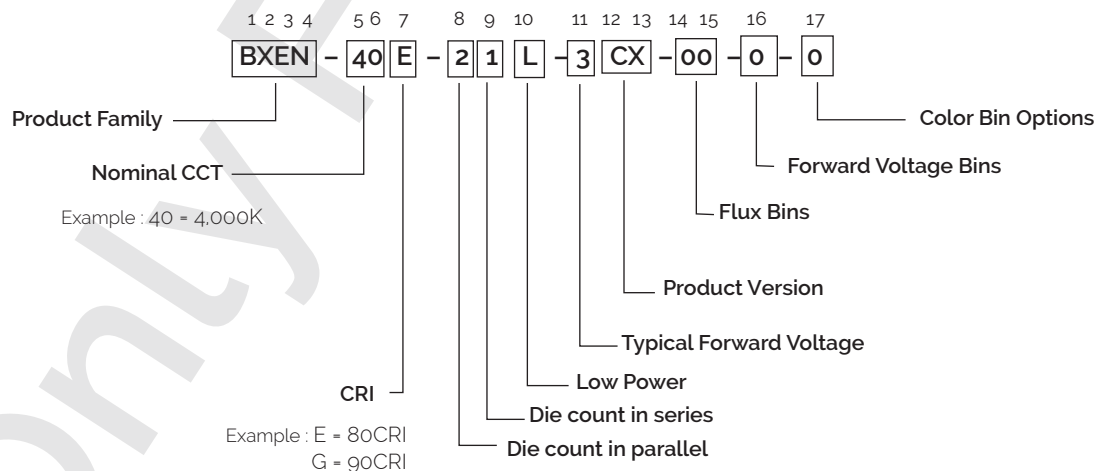 1 2 3 4 5 6 7 8 9 10 11 12 13 14 15 16 17
BXEN – 40 E – 2 1 L – 3 CX – 00 – 0 – 0
Product Family
Color Bin Options
Nominal CCT
Forward Voltage Bins
Example : 40 = 4,000K
Flux Bins
Product Version
Typical Forward Voltage
Low Power
CRI
Die count in series
Example : E = 80CRI
Die count in parallel
G = 90CRI